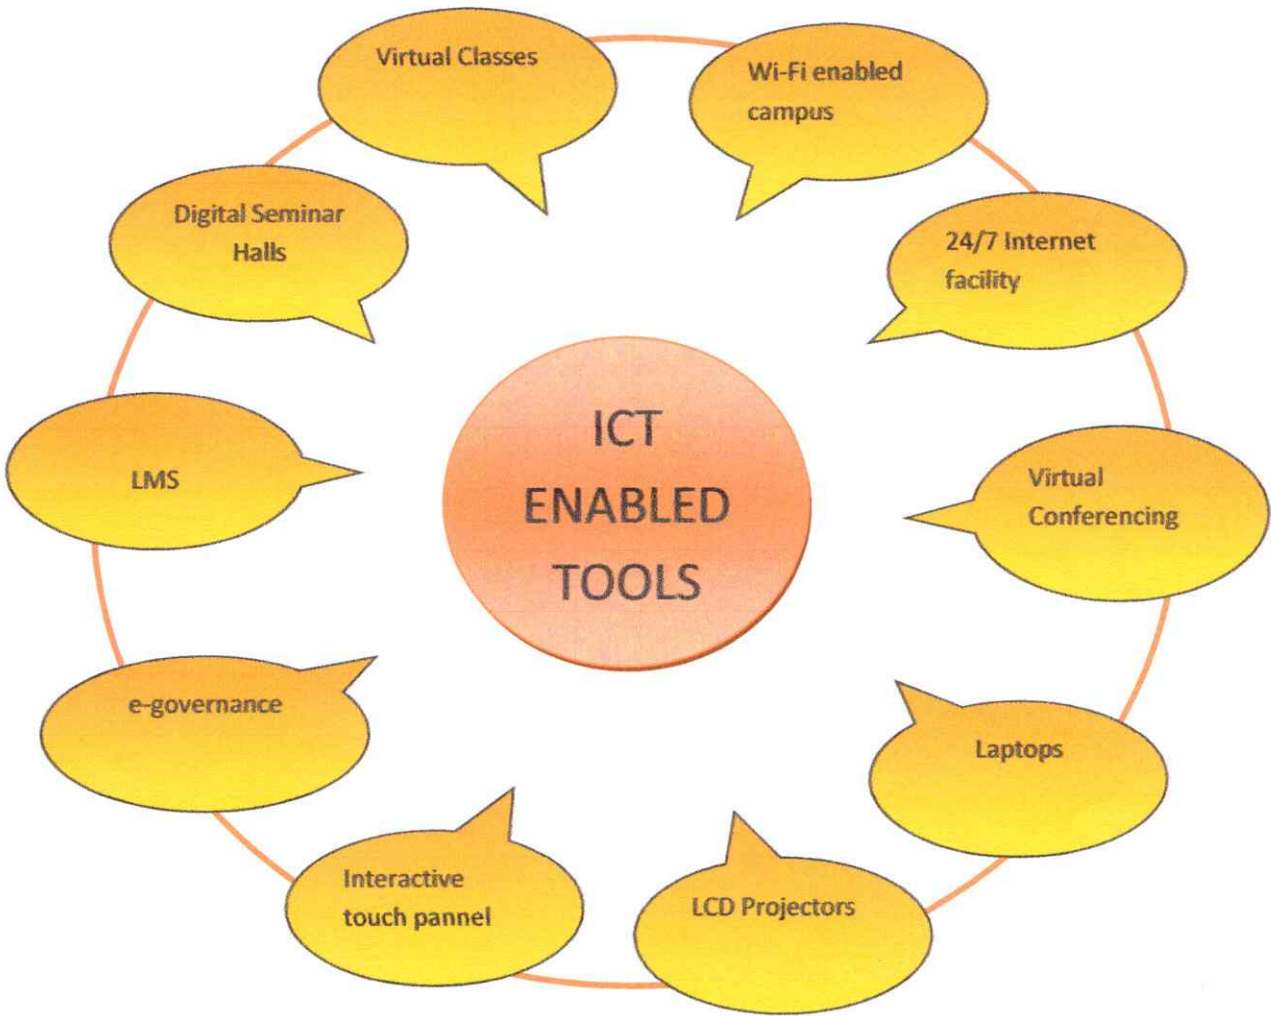 Virtual Classes
Wi-Fi enabled
campus
Digital Seminar
Halls
24/7 Internet
facility
ICT
ENABLED
TOOLS
LMS
Virtual
Conferencing
e-governance
Laptops
Interactive
touch pannel
LCD Projectors